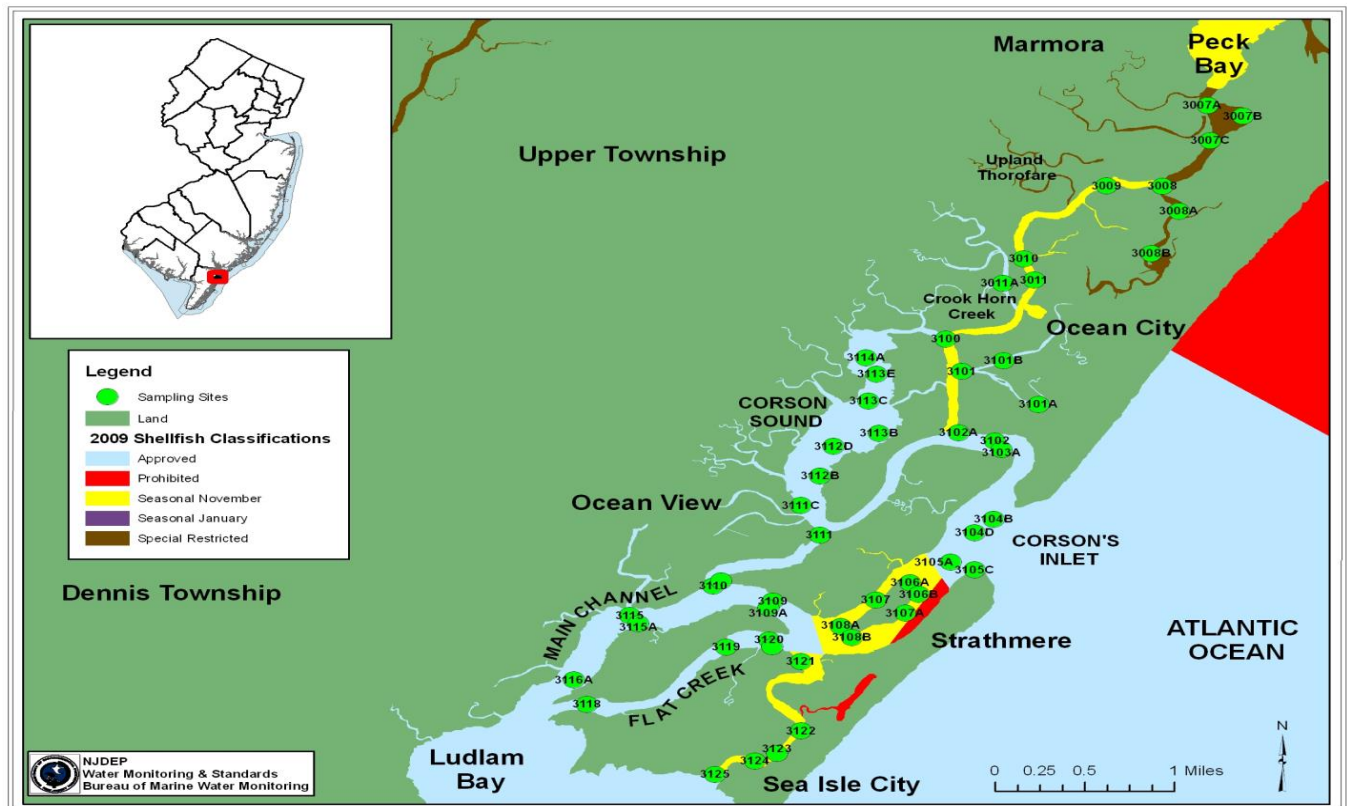 Marmora
Peck
Bay
3007A
3007B
3007C
Upper Township
Upland
Thorofare
3009
3008
3008A
3008B
3010
3011A
3011
Crook Horn
Creek
Ocean City
3100
3114A
3113E
3101
3101B
3113C
3101A
CORSON
SOUND
3113B
3102A
3102
3103A
3112D
3112B
Ocean View
3111C
3111
3104B
3104D
CORSON'S
INLET
3105A
3105C
Dennis Township
MAIN CHANNEL
3110
3109
3109A
3106A
3106B
3107
3107A
3115
3115A
3108A
3108B
Strathmere
ATLANTIC
OCEAN
3119
3120
3121
3116A
FLAT CREEK
3118
3122
Ludlam
Bay
3123
3124
3125
Sea Isle City
Legend
Sampling Sites
Land
2009 Shellfish Classifications
Approved
Prohibited
Seasonal November
Seasonal January
Special Restricted
NJDEP
Water Monitoring & Standards
Bureau of Marine Water Monitoring
N
0 0.25 0.5 1 Miles